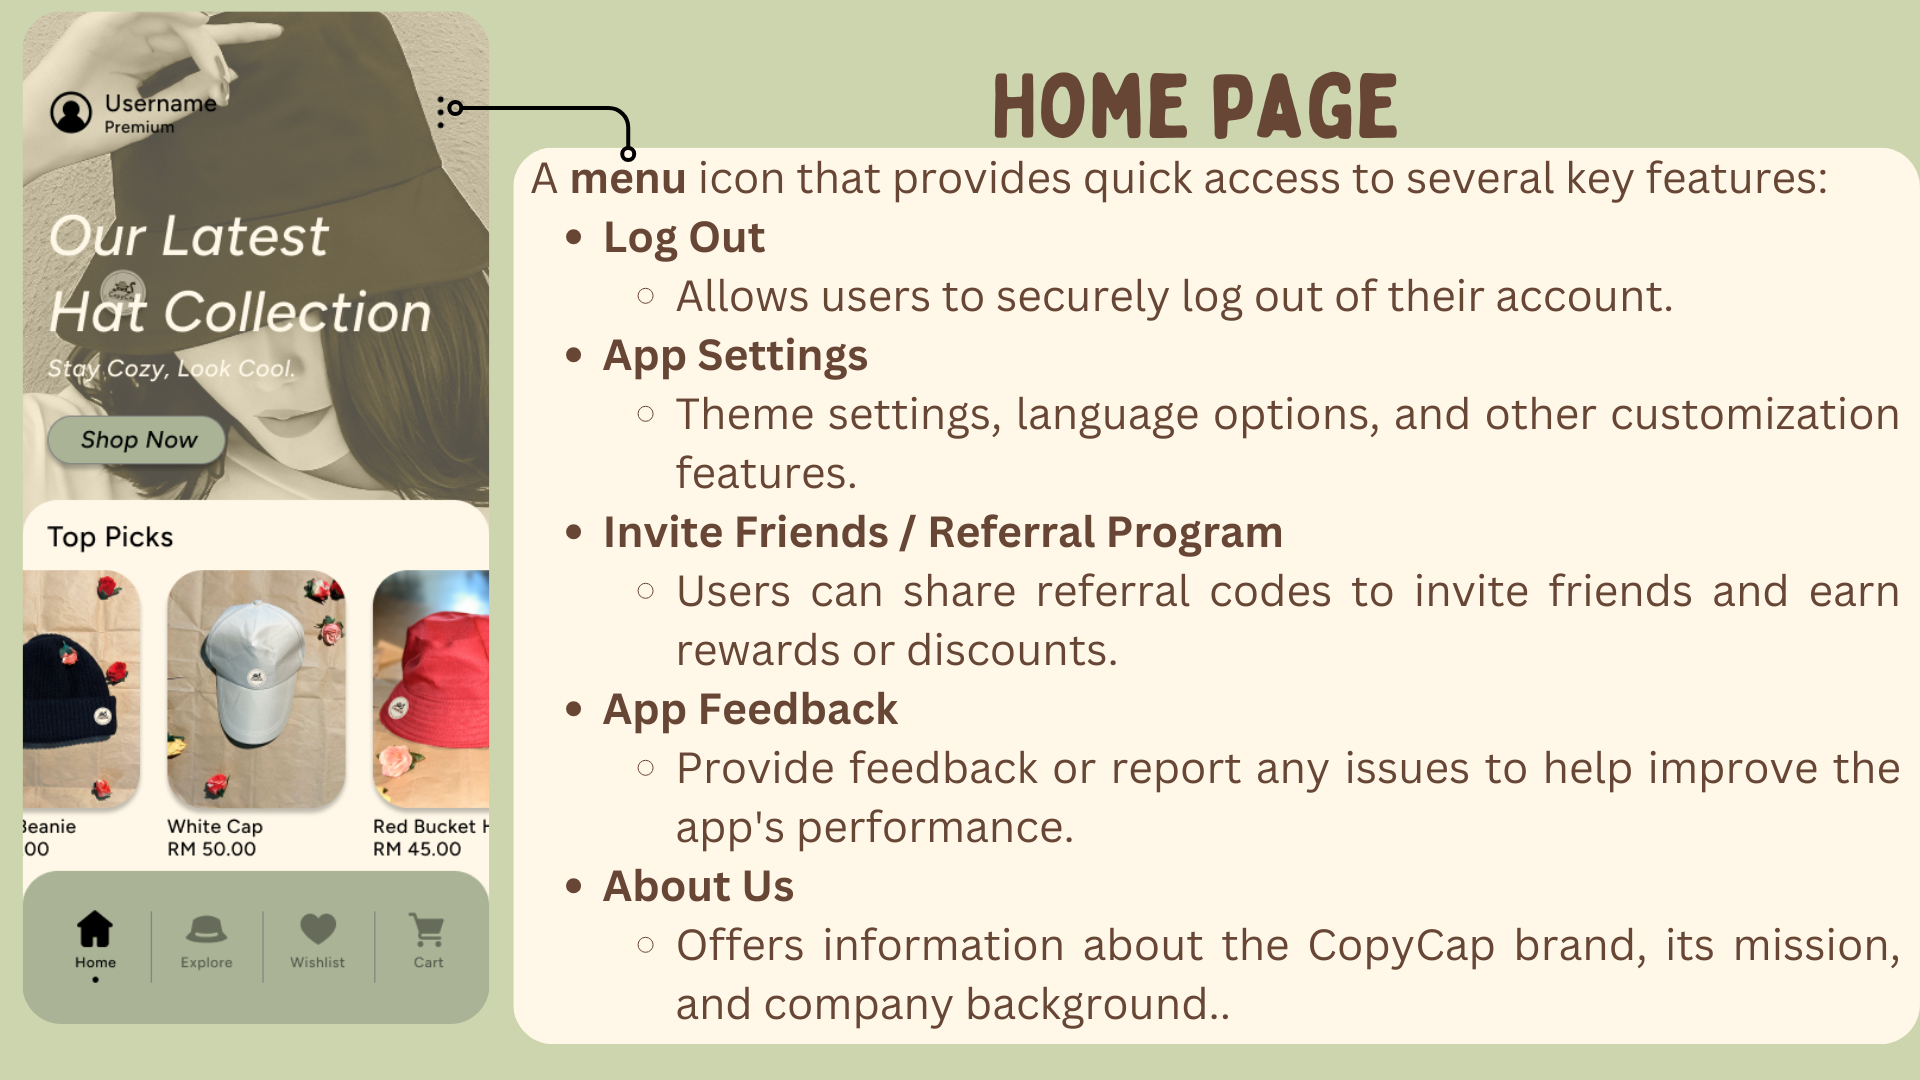 HOME PAGE
Username
Premium
Our Latest
Hat Collection
Stay Cozy, Look Cool.
Shop Now
Top Picks
Beanie
00
White Cap
RM 50.00
Red Bucket
RM 45.00
Home
Explore
Wishlist
Cart
A menu icon that provides quick access to several key features:
• Log Out
○ Allows users to securely log out of their account.
• App Settings
○ Theme settings, language options, and other customization
features.
• Invite Friends / Referral Program
○ Users can share referral codes to invite friends and earn
rewards or discounts.
• App Feedback
○ Provide feedback or report any issues to help improve the
app's performance.
• About Us
○ Offers information about the CopyCap brand, its mission,
and company background..